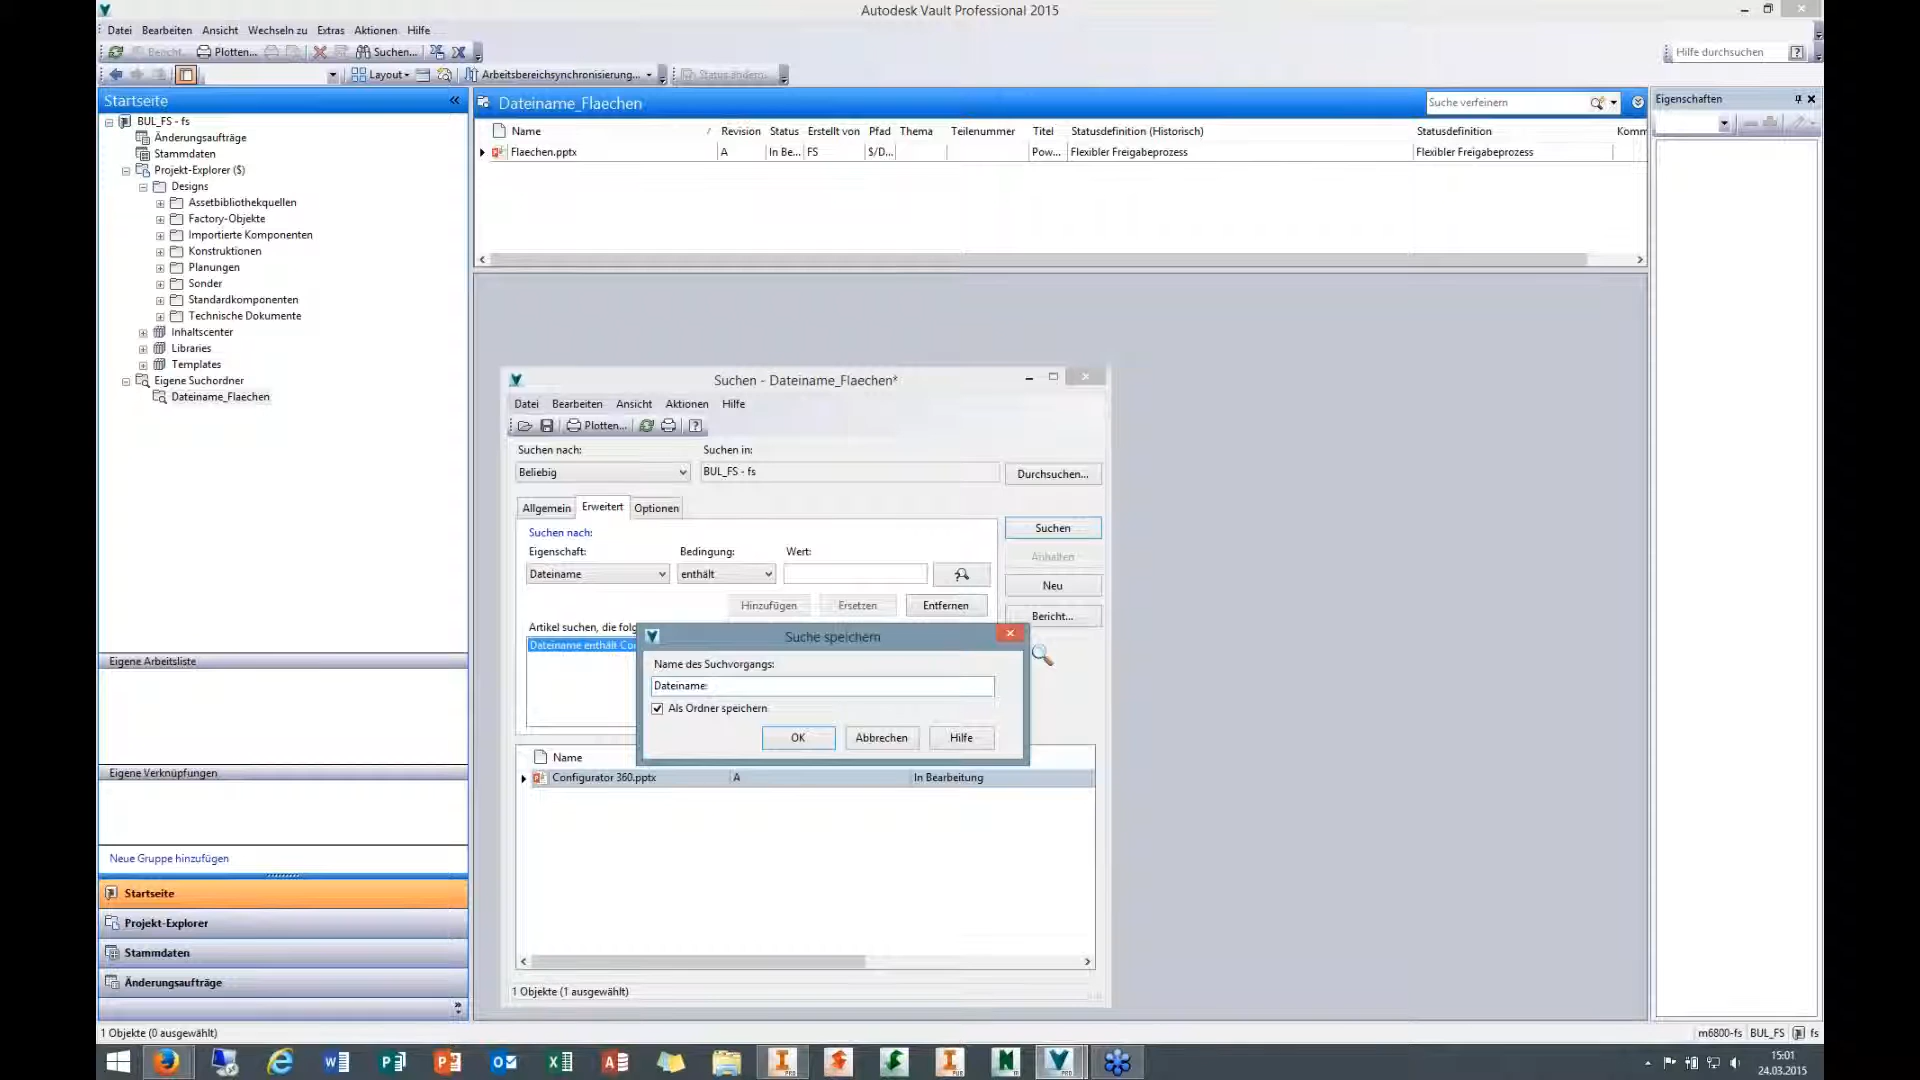 Autodesk Vault Professional 2015
Datei Bearbeiten Ansicht Wechseln zu Extras Aktionen Hilfe
Bericht... Plotten... Suchen... Hilfe durchsuchen
Layout Arbeitsbereichsynchronisierung... Status ändern...
Startseite «
BUL_FS - fs
Änderungsaufträge
Stammdaten
Projekt-Explorer ($)
Designs
Assetbibliothekquellen
Factory-Objekte
Importierte Komponenten
Konstruktionen
Planungen
Sonder
Standardkomponenten
Technische Dokumente
Inhaltscenter
Libraries
Templates
Eigene Suchordner
Dateiname_Flaechen
Eigene Arbeitsliste
Eigene Verknüpfungen
Neue Gruppe hinzufügen
Startseite
Projekt-Explorer
Stammdaten
Änderungsaufträge
Dateiname_Flaechen Suche verfeinern
Name Revision Status Erstellt von Pfad Thema Teilenummer Titel Statusdefinition (Historisch) Statusdefinition Komm
Flaechen.pptx A In Be... FS $/D... Pow... Flexibler Freigabeprozess Flexibler Freigabeprozess
Eigenschaften
Suchen - Dateiname_Flaechen*
Datei Bearbeiten Ansicht Aktionen Hilfe
Plotten...
Suchen nach: Suchen in:
Beliebig BUL_FS - fs Durchsuchen...
Allgemein Erweitert Optionen
Suchen nach: Suchen
Eigenschaft: Bedingung: Wert: Anhalten
Dateiname enthält Neu
Hinzufügen Ersetzen Entfernen Bericht...
Artikel suchen, die folg
Dateiname enthält Co
Suche speichern
Name des Suchvorgangs:
Dateiname:
Als Ordner speichern
OK Abbrechen Hilfe
Name
Configurator 360.pptx A In Bearbeitung
1 Objekte (1 ausgewählt)
1 Objekte (0 ausgewählt) m6800-fs BUL_FS fs
15:01
24.03.2015